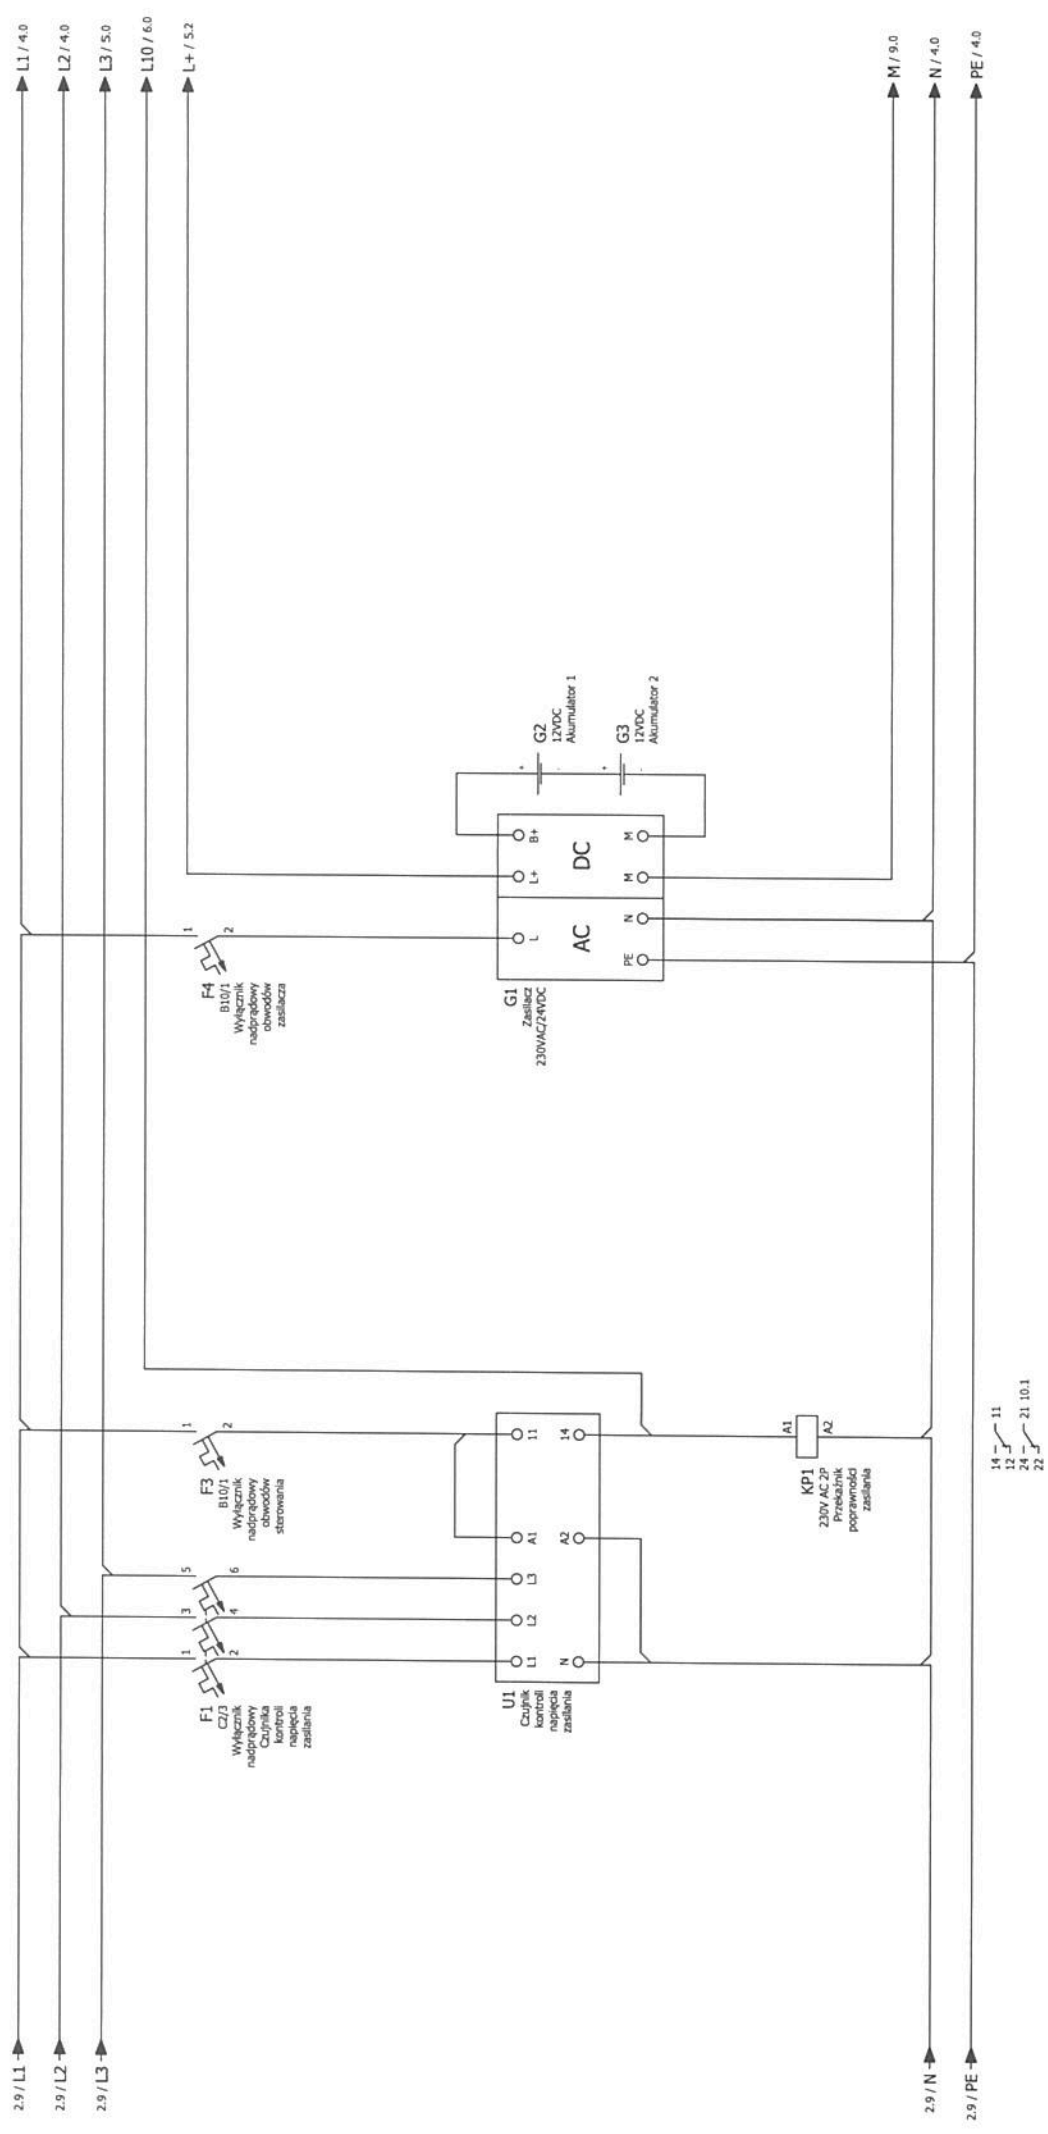 L1 / 4.0
L2 / 4.0
L3 / 5.0
L10 / 6.0
L+ / 5.2
M / 9.0
N / 4.0
PE / 4.0
2.9 / L1
2.9 / L2
2.9 / L3
2.9 / N
2.9 / PE
F1
C2/3
Wyłącznik
nadprądowy
Czujnika
kontroli
napięcia
zasilania
1
2
3
4
5
6
F3
B10/1
Wyłącznik
nadprądowy
obwodów
sterowania
1
2
F4
B10/1
Wyłącznik
nadprądowy
obwodów
zasilacza
1
2
U1
Czujnik
kontroli
napięcia
zasilania
L1
L2
L3
A1
11
N
A2
14
G1
Zasilacz
230VAC/24VDC
L
L+
B+
AC
DC
PE
N
M
M
+
-
G2
12VDC
Akumulator 1
+
-
G3
12VDC
Akumulator 2
KP1
230V AC 2P
Przekaźnik
poprawności
zasilania
A1
A2
14
11
12
24
21 10.1
22